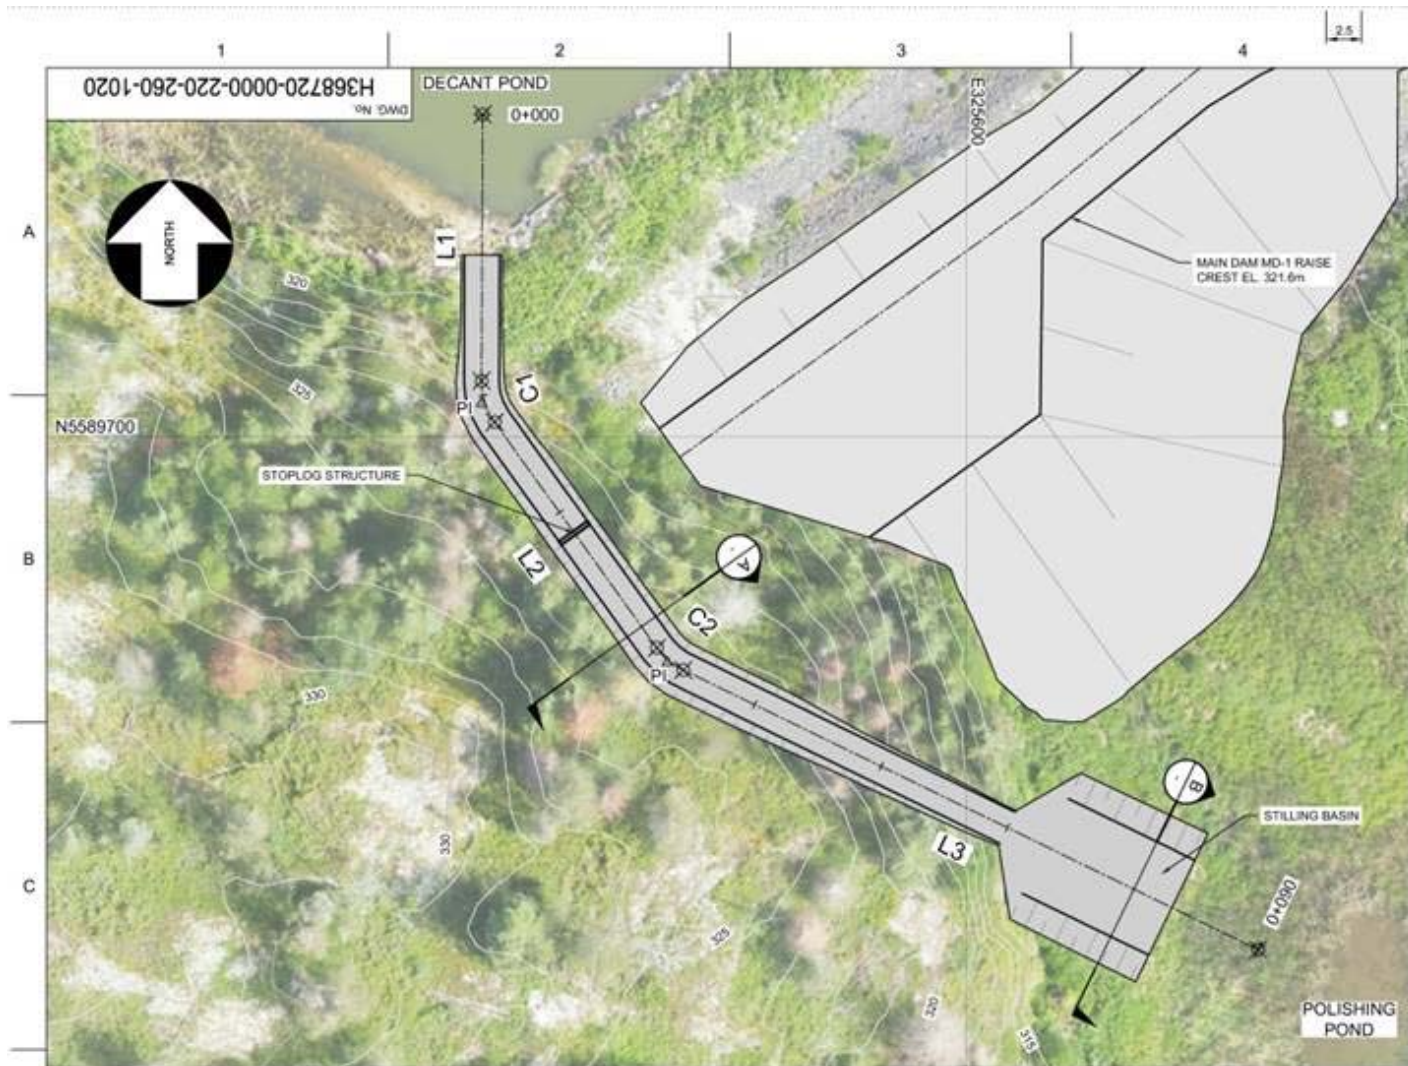 2.5
1 2 3 4
H368720-0000-220-260-1020
DWG. No.
DECANT POND
0+000
E325600
A
NORTH
L1
320
MAIN DAM MD-1 RAISE
CREST EL. 321.6m
325
C1
PI
N5589700
STOPLOG STRUCTURE
B
L2
A
-
C2
PI
330
B
-
STILLING BASIN
330
L3
C
0+090
325
320
315
POLISHING
POND